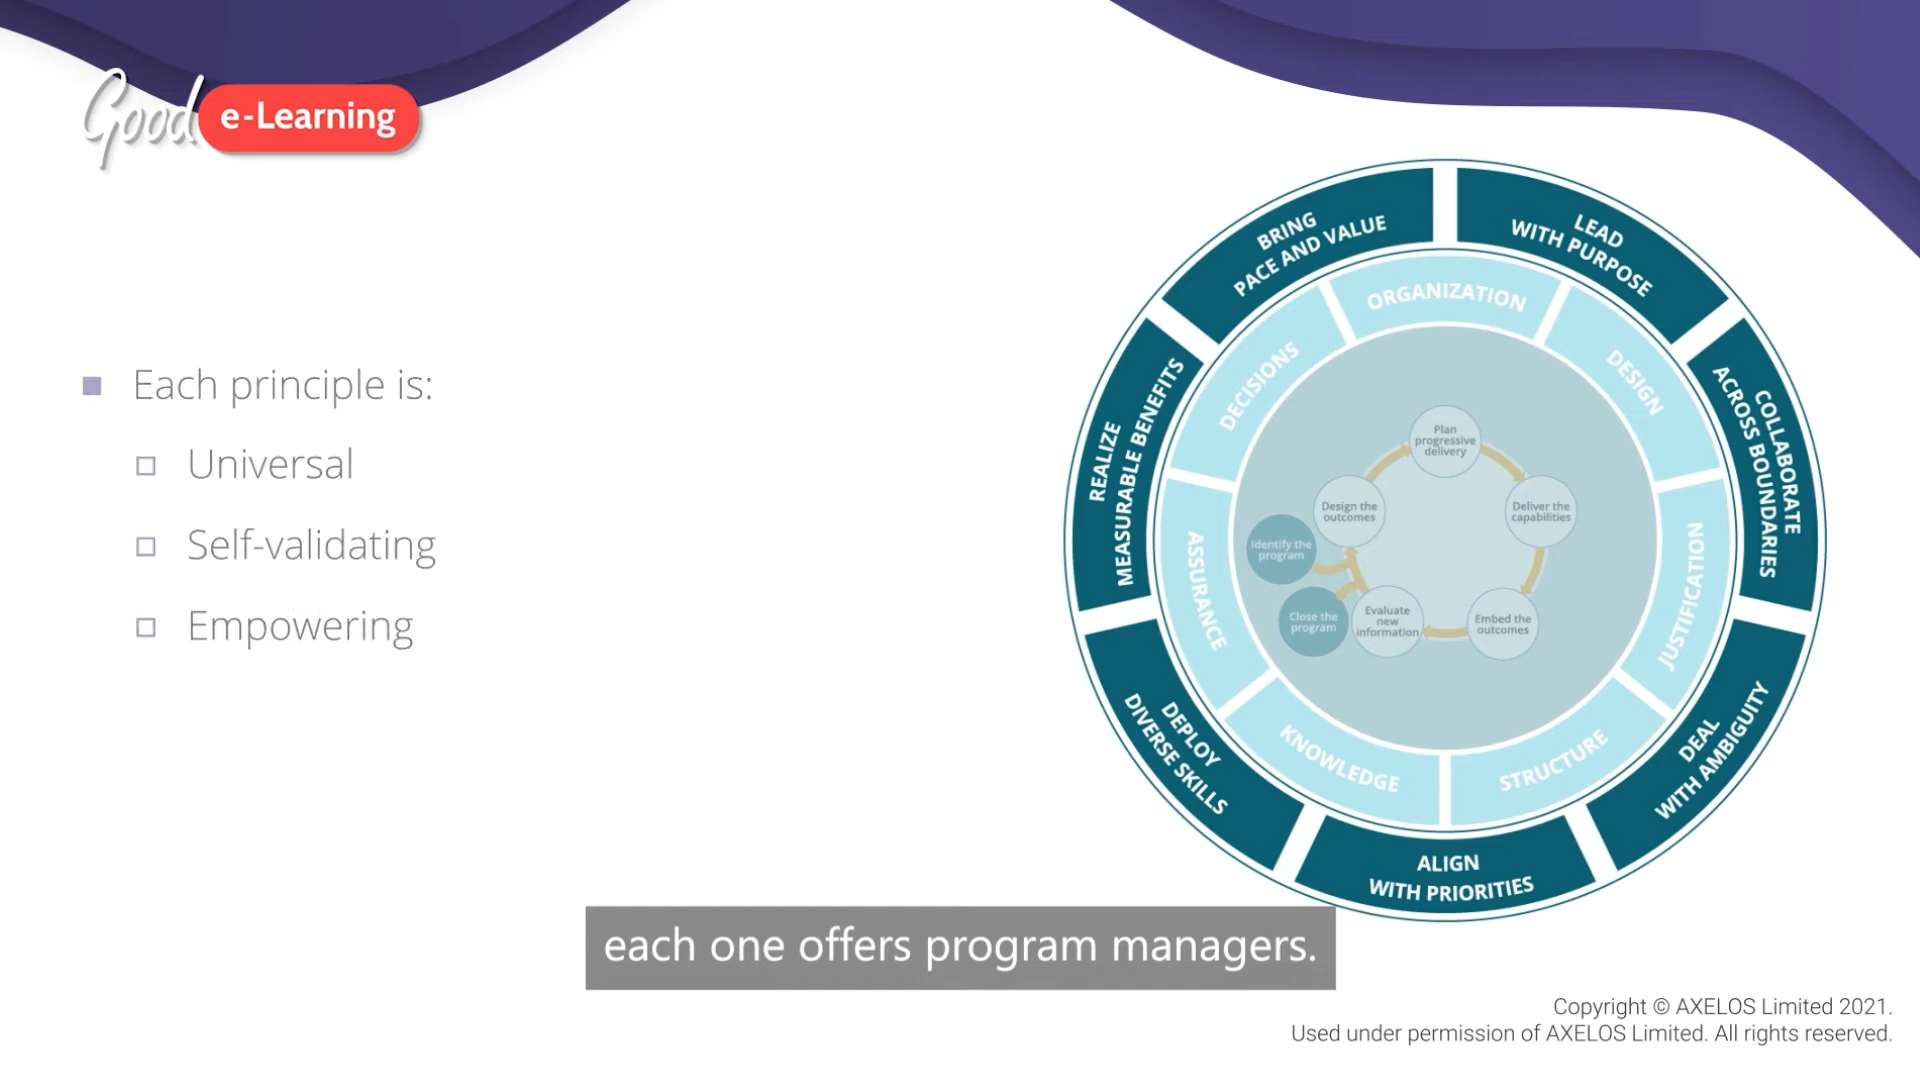 Good e-Learning
Each principle is:
Universal
Self-validating
Empowering
BRING
PACE AND VALUE
LEAD
WITH PURPOSE
COLLABORATE
ACROSS BOUNDARIES
DEAL
WITH AMBIGUITY
ALIGN
WITH PRIORITIES
DEPLOY
DIVERSE SKILLS
REALIZE
MEASURABLE BENEFITS
ORGANIZATION
DESIGN
JUSTIFICATION
STRUCTURE
KNOWLEDGE
ASSURANCE
DECISIONS
Plan
progressive
delivery
Deliver the
capabilities
Embed the
outcomes
Evaluate
new
information
Close the
program
Identify the
program
Design the
outcomes
each one offers program managers.
Copyright © AXELOS Limited 2021.
Used under permission of AXELOS Limited. All rights reserved.